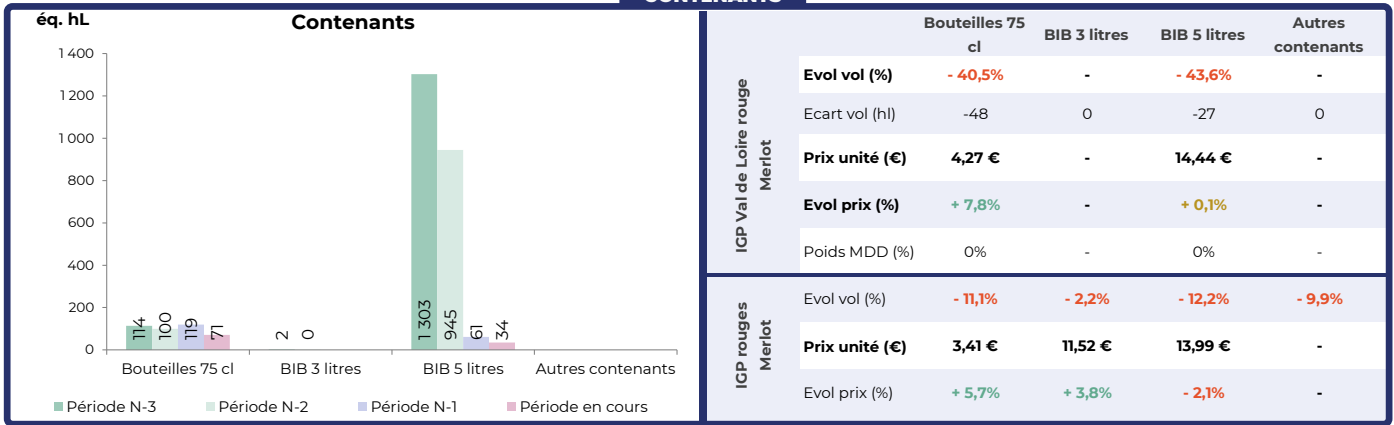 CONTENANTS
éq. hL
Contenants
1 400
1 200
1 000
800
600
400
200
0
114
100
119
71
2
0
1 303
945
61
34
Bouteilles 75 cl
BIB 3 litres
BIB 5 litres
Autres contenants
Période N-3
Période N-2
Période N-1
Période en cours
Bouteilles 75 cl BIB 3 litres BIB 5 litres Autres contenants
IGP Val de Loire rouge Merlot
Evol vol (%) - 40,5% - - 43,6% -
Ecart vol (hl) -48 0 -27 0
Prix unité (€) 4,27 € - 14,44 € -
Evol prix (%) + 7,8% - + 0,1% -
Poids MDD (%) 0% - 0% -
IGP rouges Merlot
Evol vol (%) - 11,1% - 2,2% - 12,2% - 9,9%
Prix unité (€) 3,41 € 11,52 € 13,99 € -
Evol prix (%) + 5,7% + 3,8% - 2,1% -